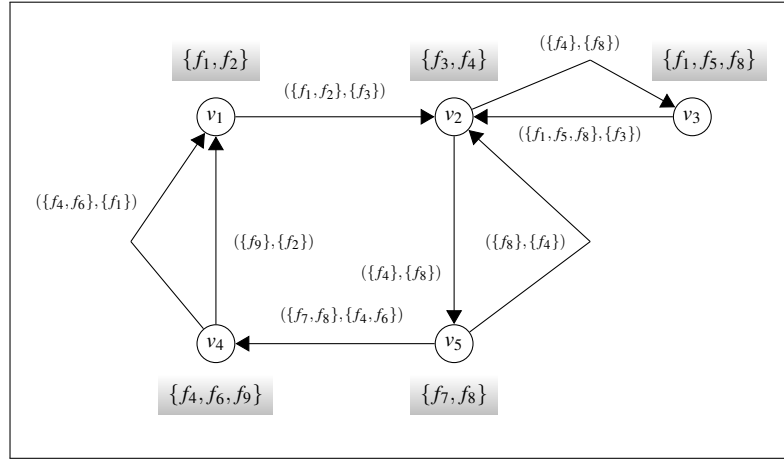 ({f₄},{f₈})
{f₁, f₂}
{f₃, f₄}
{f₁, f₅, f₈}
({f₁, f₂},{f₃})
v₁
v₂
v₃
({f₁, f₅, f₈},{f₃})
({f₄, f₆},{f₁})
({f₉},{f₂})
({f₈},{f₄})
({f₄},{f₈})
({f₇, f₈},{f₄, f₆})
v₄
v₅
{f₄, f₆, f₉}
{f₇, f₈}